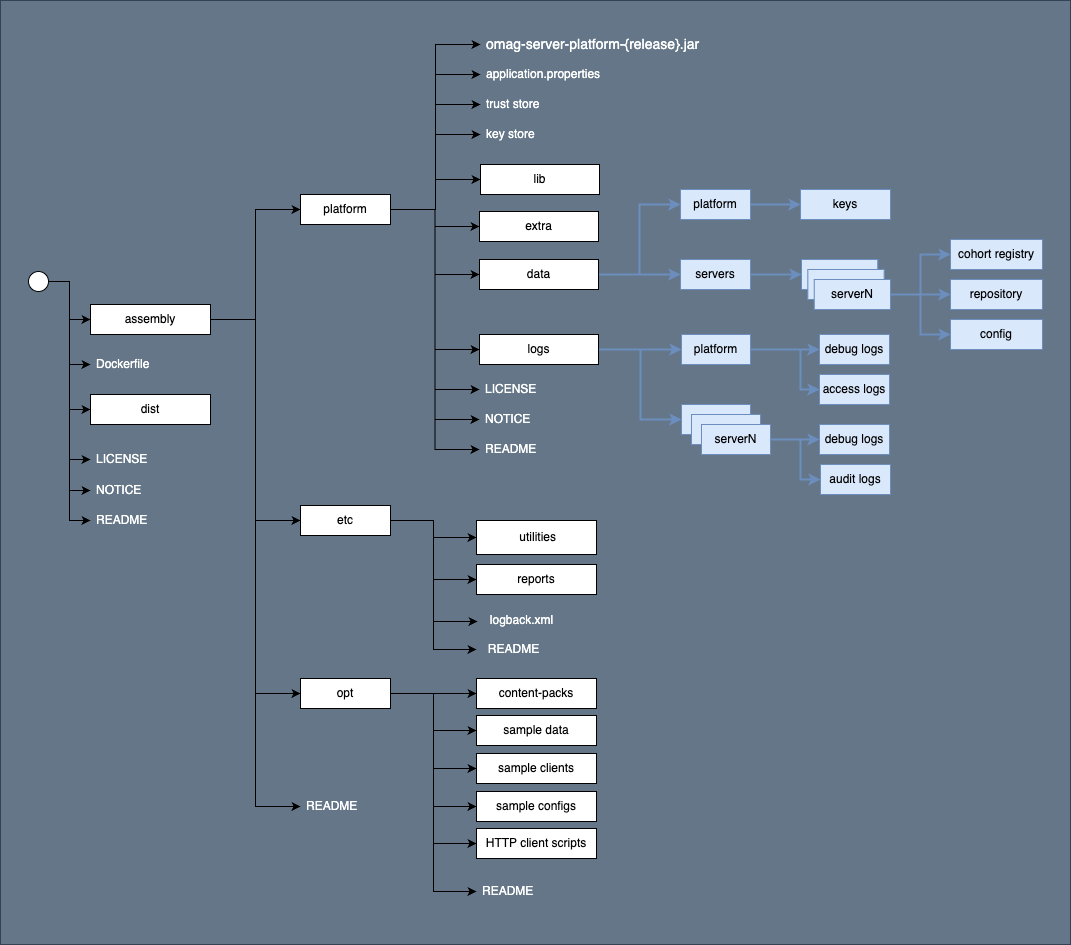 omag-server-platform-{release}.jar
application.properties
trust store
key store
lib
platform
extra
data
platform
keys
servers
serverN
cohort registry
repository
config
assembly
logs
platform
debug logs
access logs
Dockerfile
LICENSE
NOTICE
README
serverN
debug logs
audit logs
dist
LICENSE
NOTICE
README
etc
utilities
reports
logback.xml
README
opt
content-packs
sample data
sample clients
sample configs
HTTP client scripts
README
README